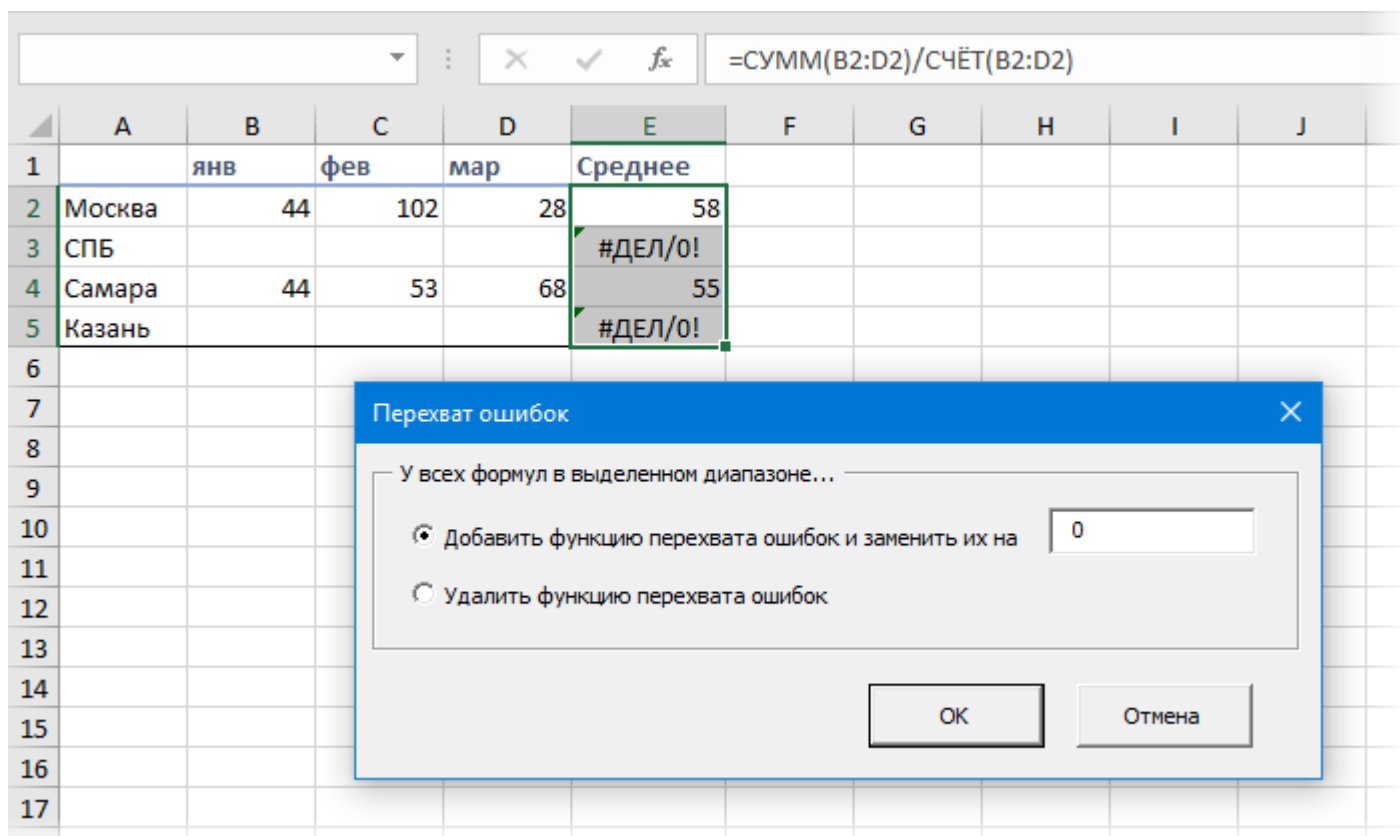 fx =СУММ(B2:D2)/СЧЁТ(B2:D2)
A B C D E F G H I J
1 янв фев мар Среднее
2 Москва 44 102 28 58
3 СПБ #ДЕЛ/0!
4 Самара 44 53 68 55
5 Казань #ДЕЛ/0!
6
7
8
9
10
11
12
13
14
15
16
17
Перехват ошибок
У всех формул в выделенном диапазоне...
Добавить функцию перехвата ошибок и заменить их на 0
Удалить функцию перехвата ошибок
OK Отмена